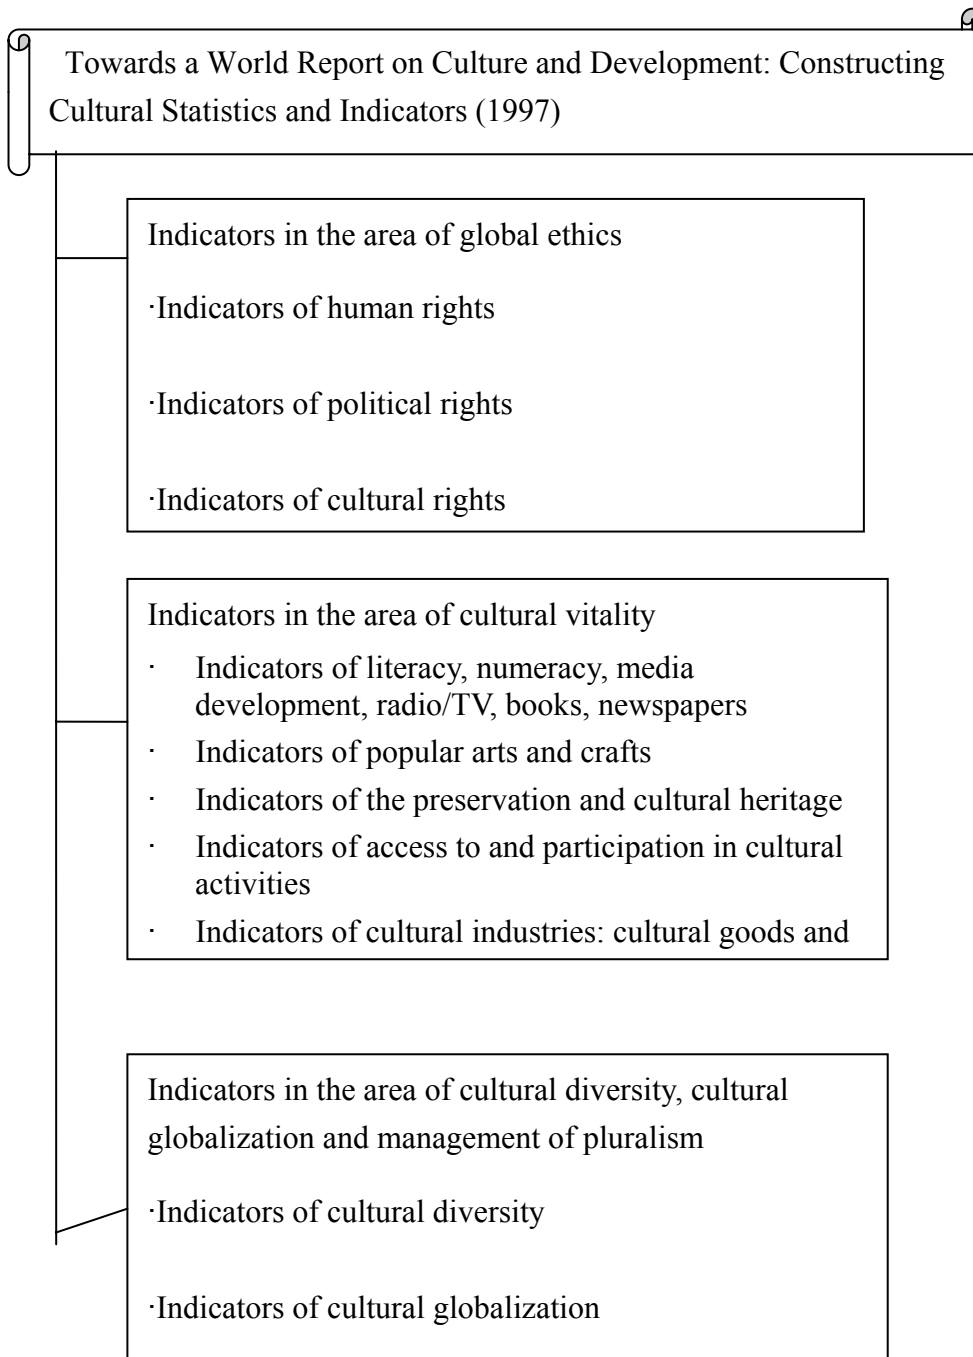 Towards a World Report on Culture and Development: Constructing
Cultural Statistics and Indicators (1997)
Indicators in the area of global ethics
·Indicators of human rights
·Indicators of political rights
·Indicators of cultural rights
Indicators in the area of cultural vitality
· Indicators of literacy, numeracy, media
development, radio/TV, books, newspapers
· Indicators of popular arts and crafts
· Indicators of the preservation and cultural heritage
· Indicators of access to and participation in cultural
activities
· Indicators of cultural industries: cultural goods and
Indicators in the area of cultural diversity, cultural
globalization and management of pluralism
·Indicators of cultural diversity
·Indicators of cultural globalization